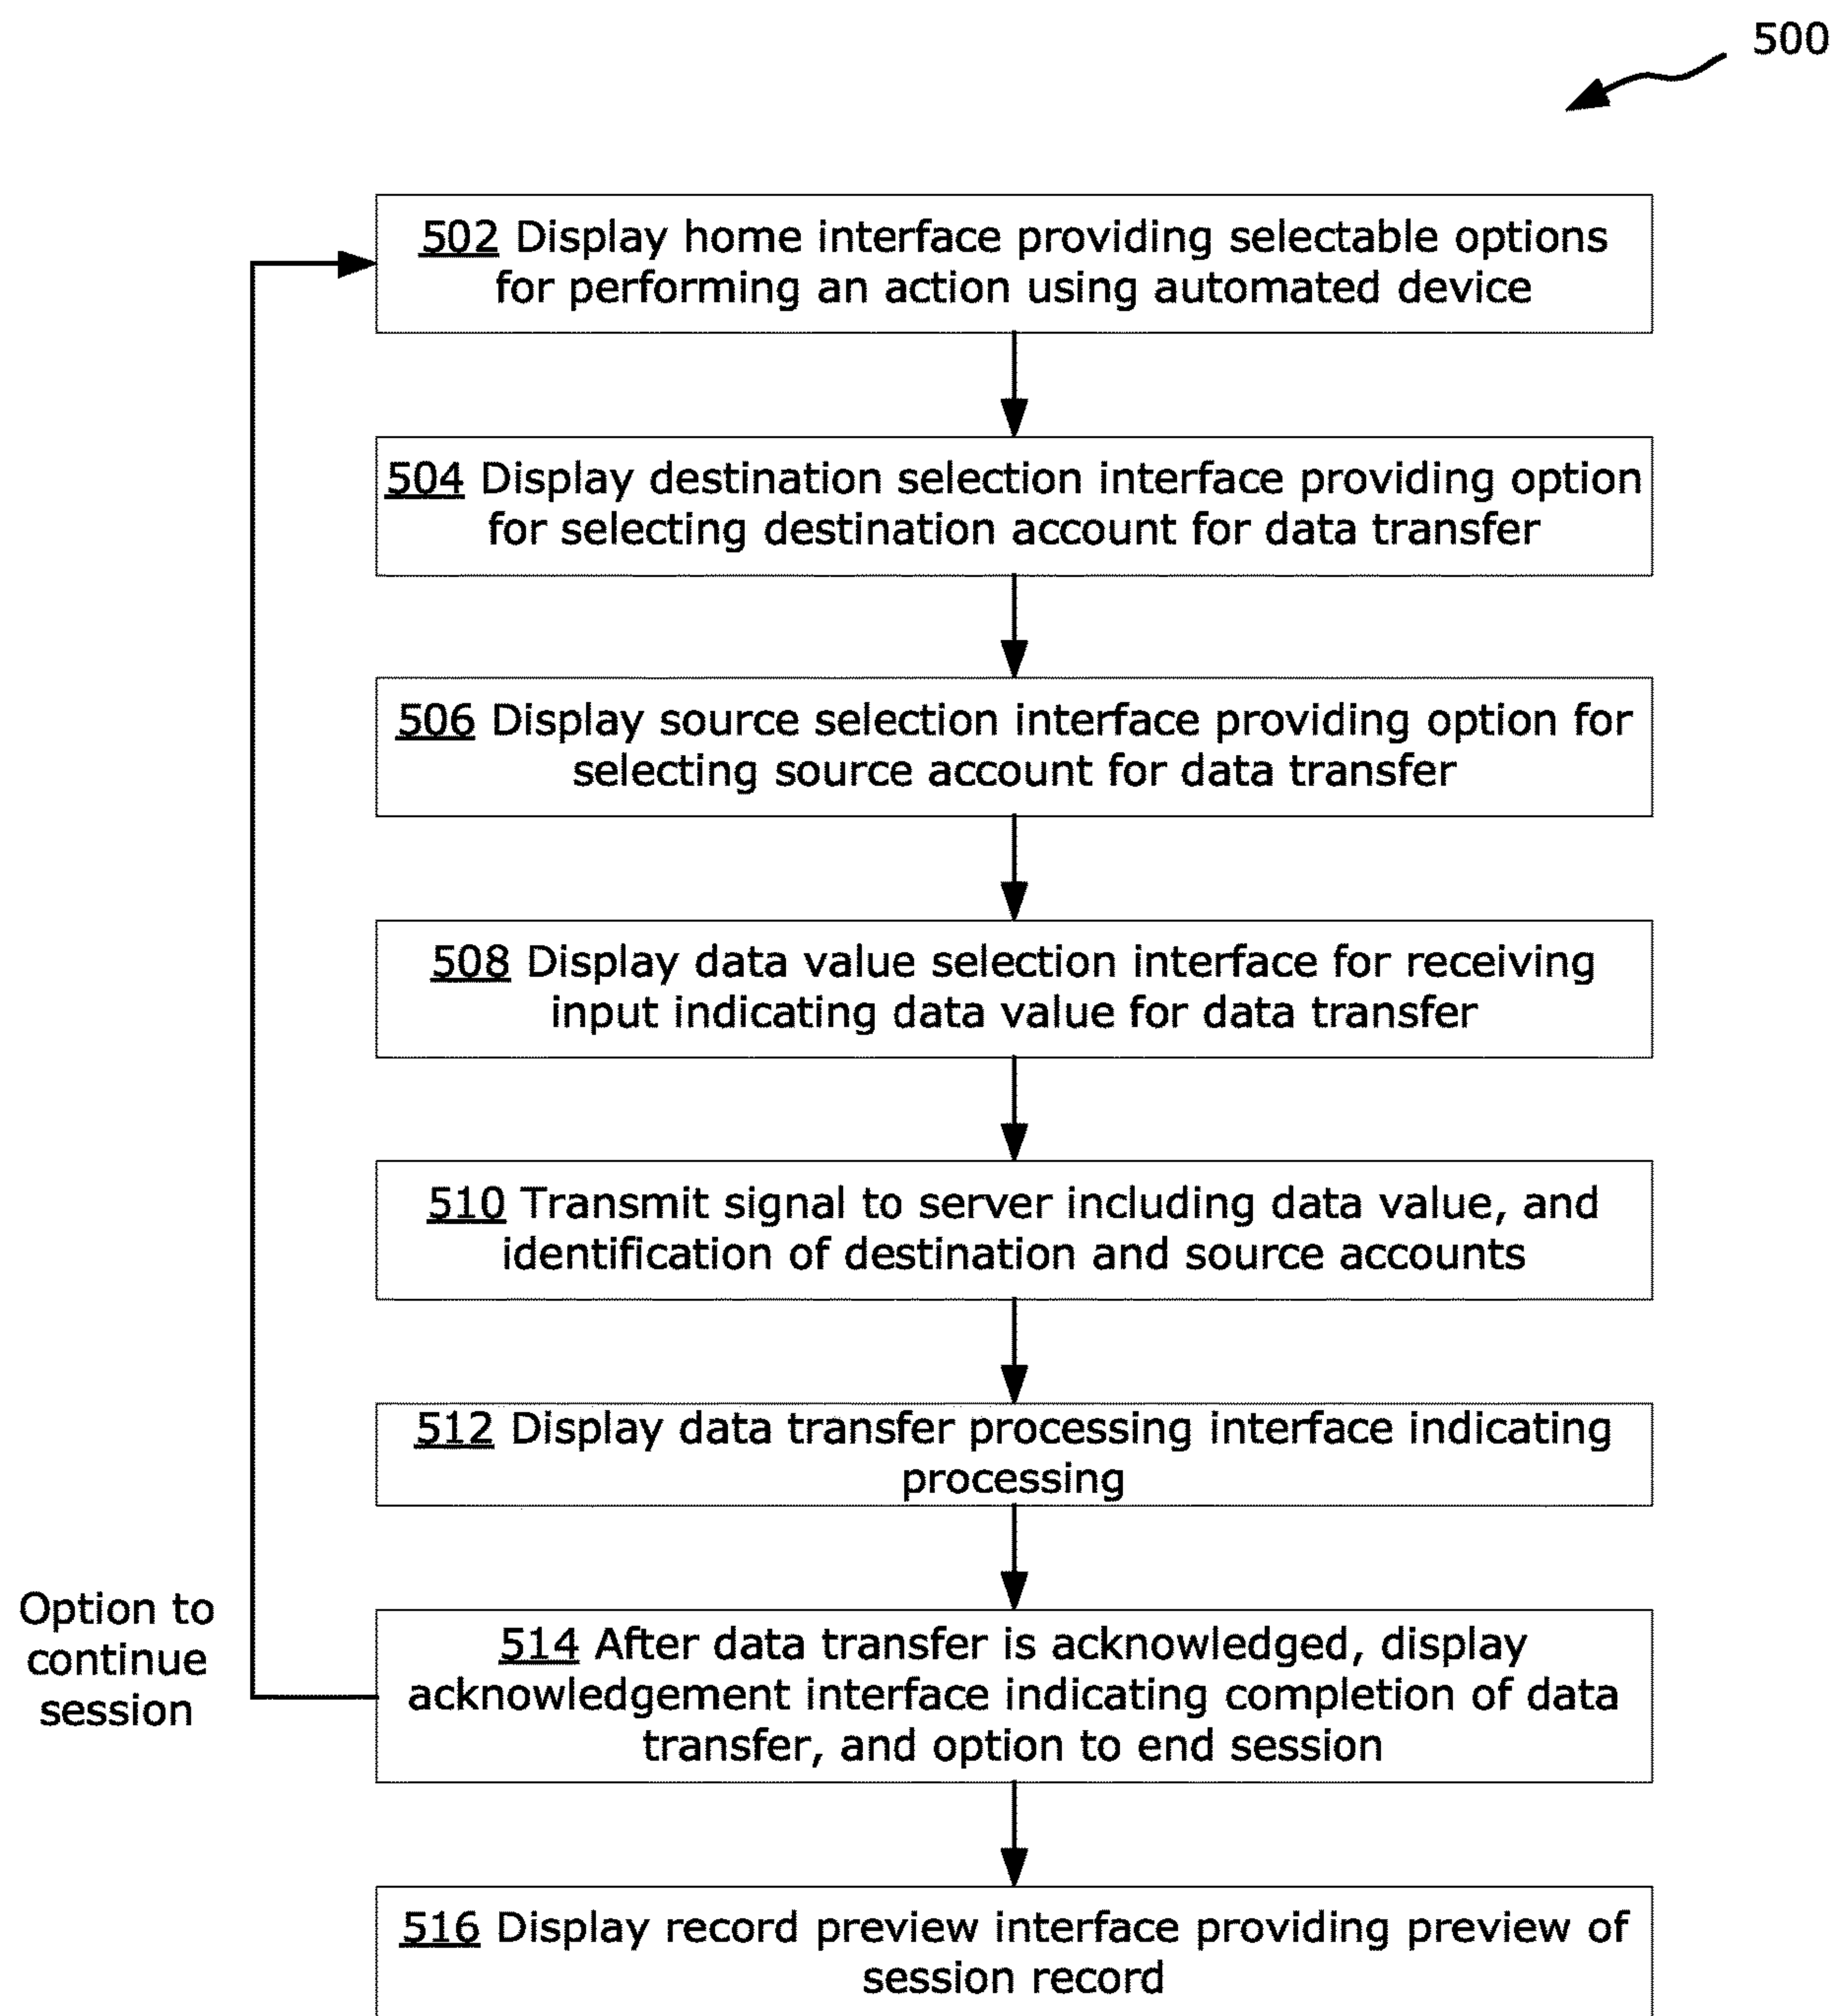 500
502 Display home interface providing selectable options
for performing an action using automated device
504 Display destination selection interface providing option
for selecting destination account for data transfer
506 Display source selection interface providing option for
selecting source account for data transfer
508 Display data value selection interface for receiving
input indicating data value for data transfer
510 Transmit signal to server including data value, and
identification of destination and source accounts
512 Display data transfer processing interface indicating
processing
Option to
continue
session
514 After data transfer is acknowledged, display
acknowledgement interface indicating completion of data
transfer, and option to end session
516 Display record preview interface providing preview of
session record